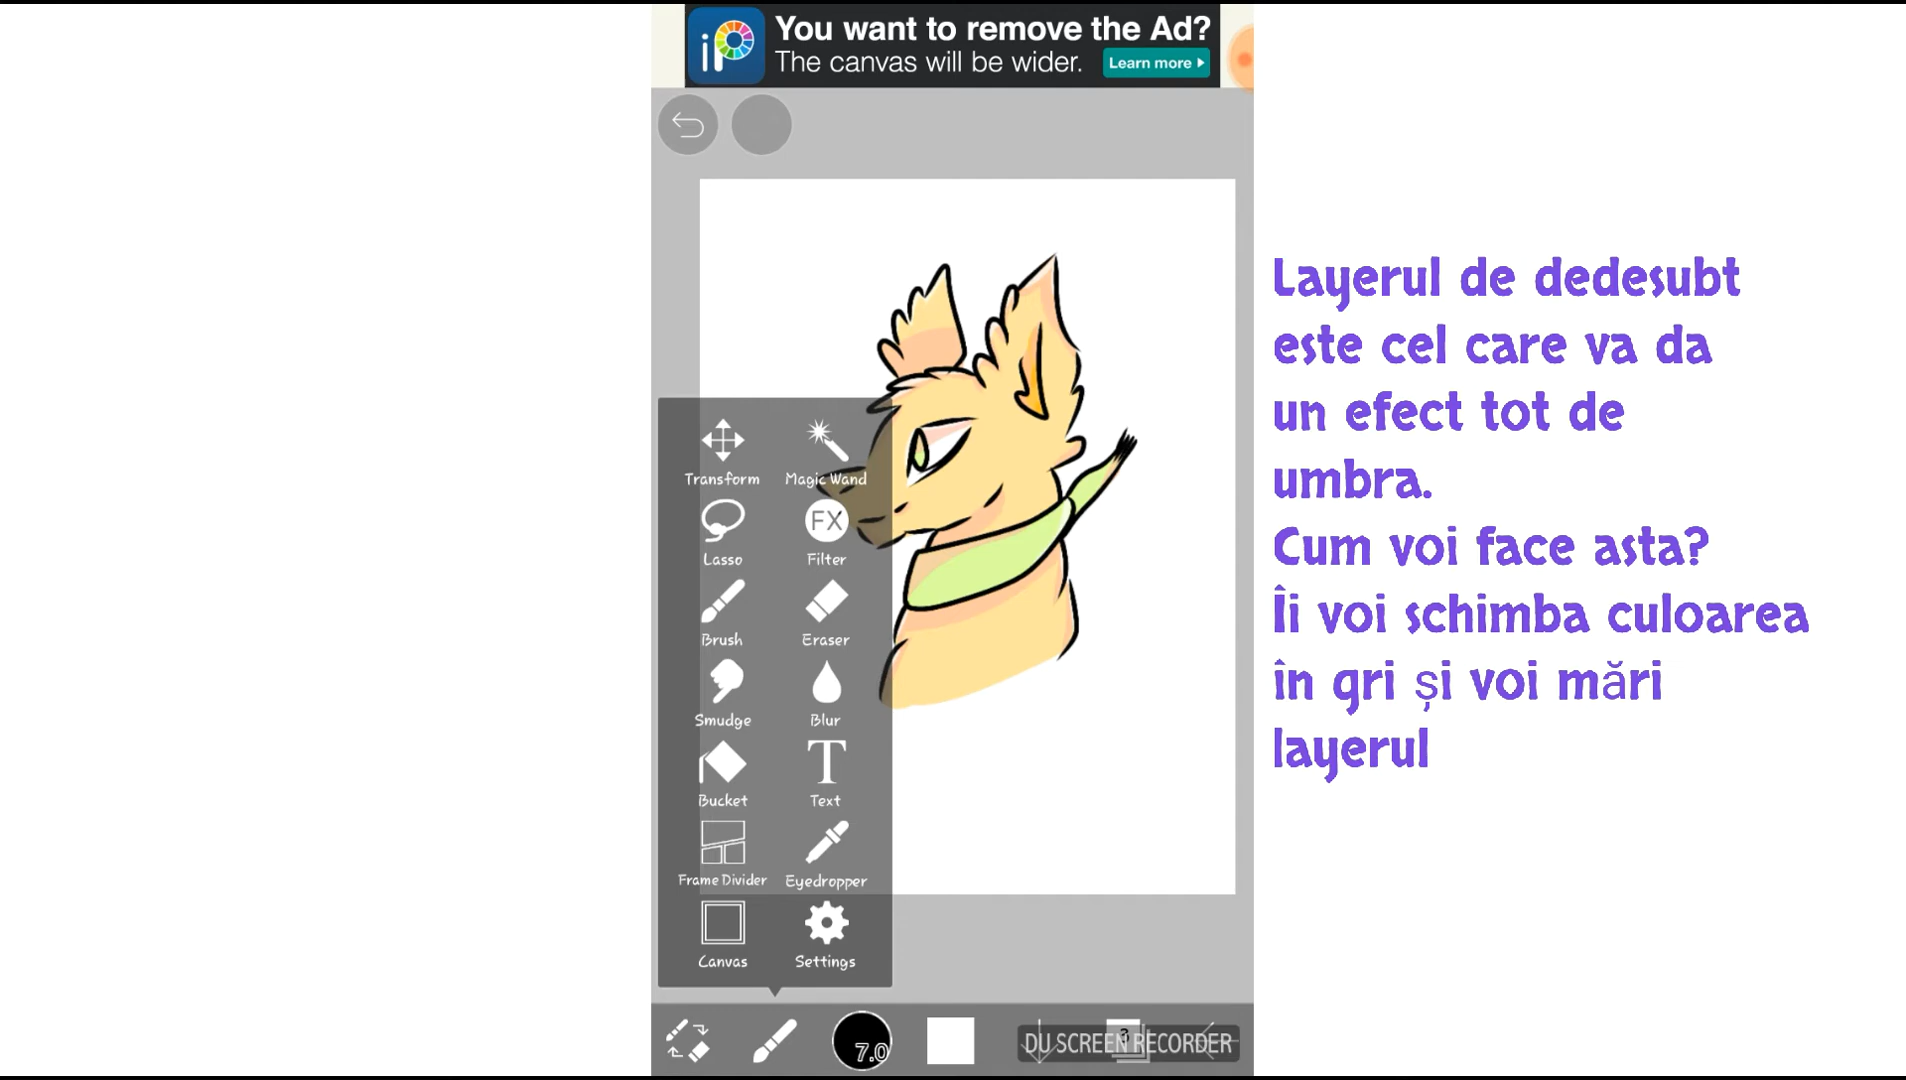 iP
You want to remove the Ad?
The canvas will be wider.
Learn more
Layerul de dedesubt
este cel care va da
un efect tot de
umbra.
Cum voi face asta?
Îi voi schimba culoarea
în gri și voi mări
layerul
Transform
Magic Wand
Lasso
FX
Filter
Brush
Eraser
Smudge
Blur
Bucket
T
Text
Frame Divider
Eyedropper
Canvas
Settings
7.0
3
DU SCREEN RECORDER